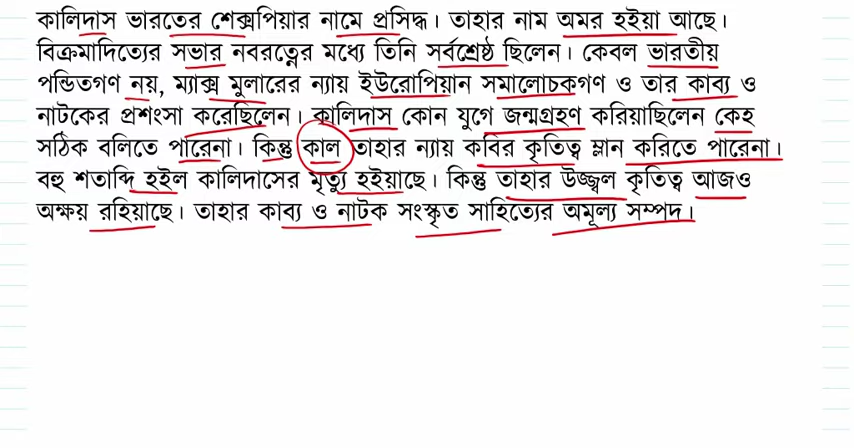 কালিদাস ভারতের শেক্সপিয়ার নামে প্রসিদ্ধ। তাহার নাম অমর হইয়া আছে।
বিক্রমাদিত্যের সভার নবরত্নের মধ্যে তিনি সর্বশ্রেষ্ঠ ছিলেন। কেবল ভারতীয়
পন্ডিতগণ নয়, ম্যাক্স মুলারের ন্যায় ইউরোপিয়ান সমালোচকগণ ও তার কাব্য ও
নাটকের প্রশংসা করেছিলেন। কালিদাস কোন যুগে জন্মগ্রহণ করিয়াছিলেন কেহ
সঠিক বলিতে পারেনা। কিন্তু কাল তাহার ন্যায় কবির কৃতিত্ব ম্লান করিতে পারেনা।
বহু শতাব্দি হইল কালিদাসের মৃত্যু হইয়াছে। কিন্তু তাহার উজ্জ্বল কৃতিত্ব আজও
অক্ষয় রহিয়াছে। তাহার কাব্য ও নাটক সংস্কৃত সাহিত্যের অমূল্য সম্পদ।